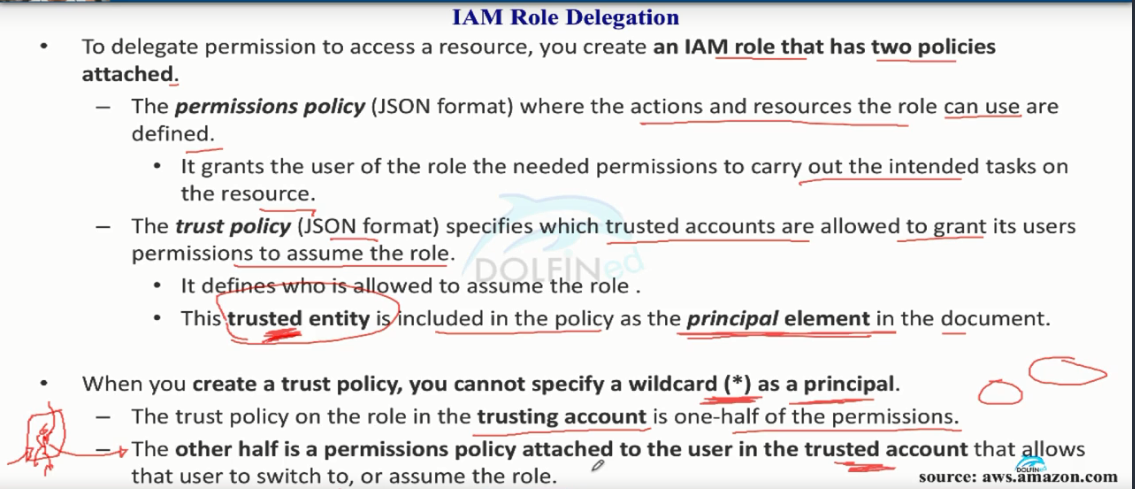 IAM Role Delegation
• To delegate permission to access a resource, you create an IAM role that has two policies
attached.
– The permissions policy (JSON format) where the actions and resources the role can use are
defined.
• It grants the user of the role the needed permissions to carry out the intended tasks on
the resource.
– The trust policy (JSON format) specifies which trusted accounts are allowed to grant its users
permissions to assume the role.
DOLFINed
• It defines who is allowed to assume the role .
• This trusted entity is included in the policy as the principal element in the document.
• When you create a trust policy, you cannot specify a wildcard (*) as a principal.
– The trust policy on the role in the trusting account is one-half of the permissions.
– The other half is a permissions policy attached to the user in the trusted account that allows
that user to switch to, or assume the role.
source: aws.amazon.com